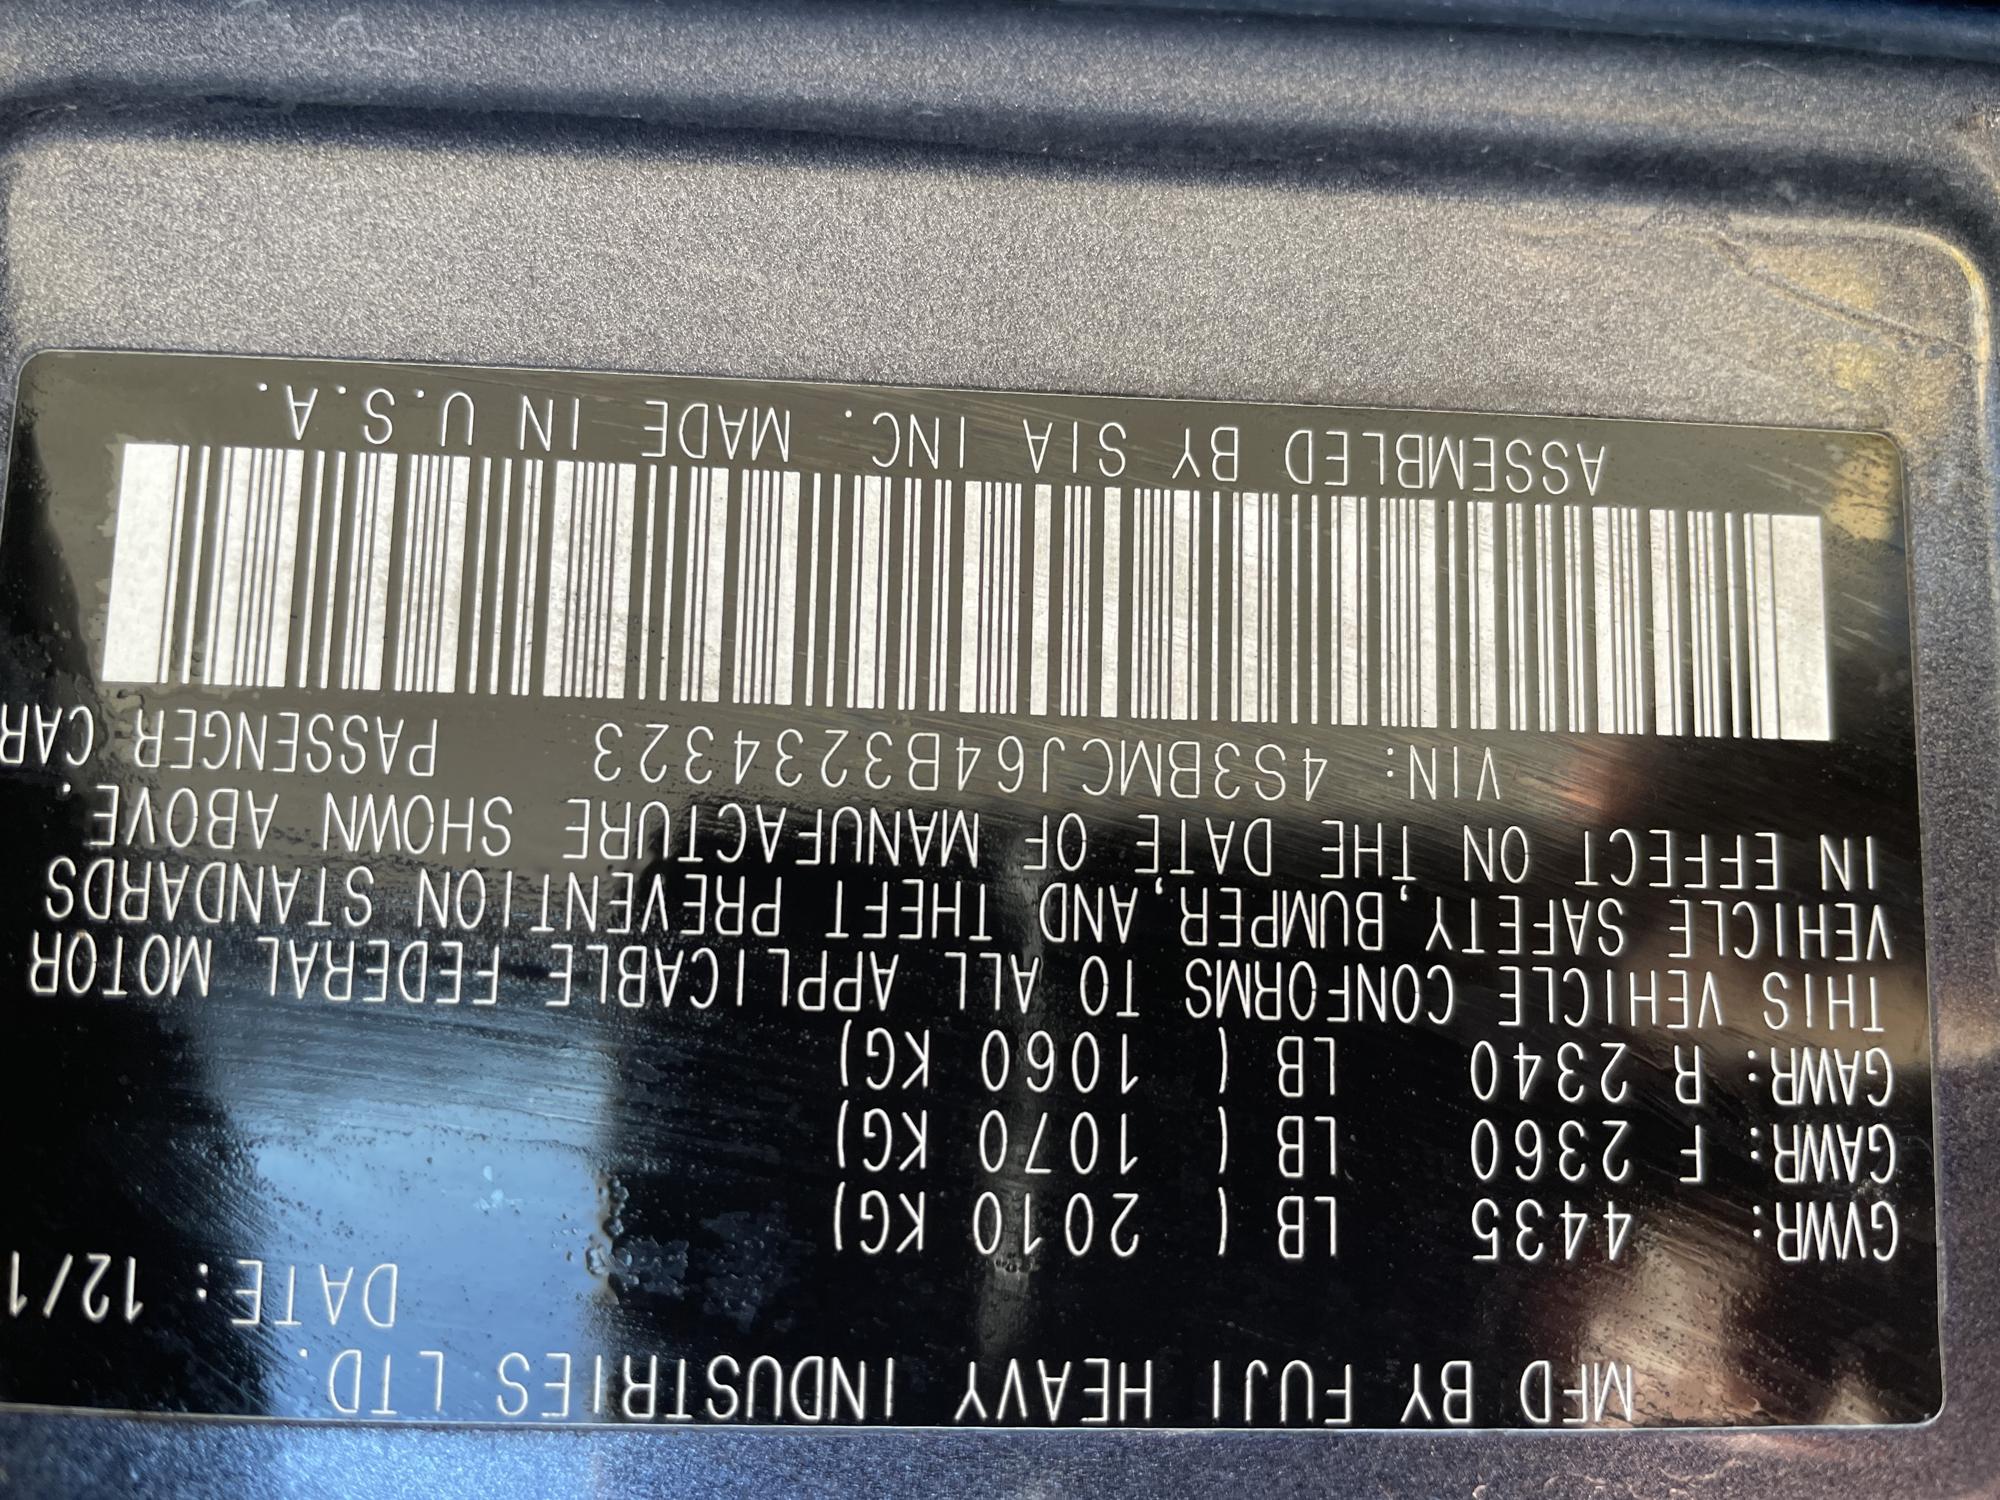 MFD BY FUJI HEAVY INDUSTRIES LTD.
DATE: 12/1
GVWR: 4435 LB ( 2010 KG)
GAWR: F 2360 LB ( 1070 KG)
GAWR: R 2340 LB ( 1060 KG)
THIS VEHICLE CONFORMS TO ALL APPLICABLE FEDERAL MOTOR
VEHICLE SAFETY, BUMPER, AND THEFT PREVENTION STANDARDS
IN EFFECT ON THE DATE OF MANUFACTURE SHOWN ABOVE.
VIN: 4S3BMCJ64B3234323 PASSENGER CAR
ASSEMBLED BY SIA INC. MADE IN U.S.A.